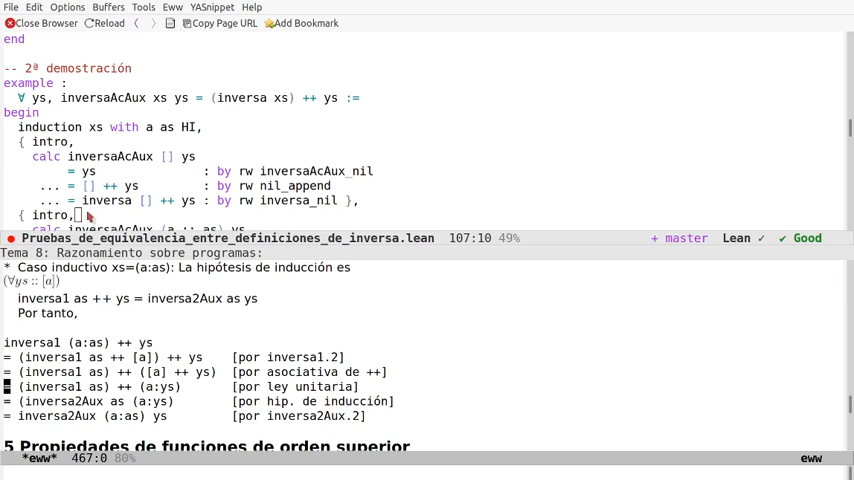 File Edit Options Buffers Tools Eww YASnippet Help
Close Browser Reload Copy Page URL Add Bookmark
end
-- 2ª demostración
example :
∀ ys, inversaAcAux xs ys = (inversa xs) ++ ys :=
begin
induction xs with a as HI,
{ intro,
calc inversaAcAux [] ys
= ys : by rw inversaAcAux_nil
... = [] ++ ys : by rw nil_append
... = inversa [] ++ ys : by rw inversa_nil },
{ intro,
calc inversaAcAux (a :: as) ys
Pruebas_de_equivalencia_entre_definiciones_de_inversa.lean 107:10 49% + master Lean ✓ ✓ Good
Tema 8: Razonamiento sobre programas:
* Caso inductivo xs=(a:as): La hipótesis de inducción es
(∀ys :: [a])
inversa1 as ++ ys = inversa2Aux as ys
Por tanto,
inversa1 (a:as) ++ ys
= (inversa1 as ++ [a]) ++ ys [por inversa1.2]
= (inversa1 as) ++ ([a] ++ ys) [por asociativa de ++]
= (inversa1 as) ++ (a:ys) [por ley unitaria]
= (inversa2Aux as (a:ys) [por hip. de inducción]
= inversa2Aux (a:as) ys [por inversa2Aux.2]
5 Propiedades de funciones de orden superior
*eww* 467:0 80% eww